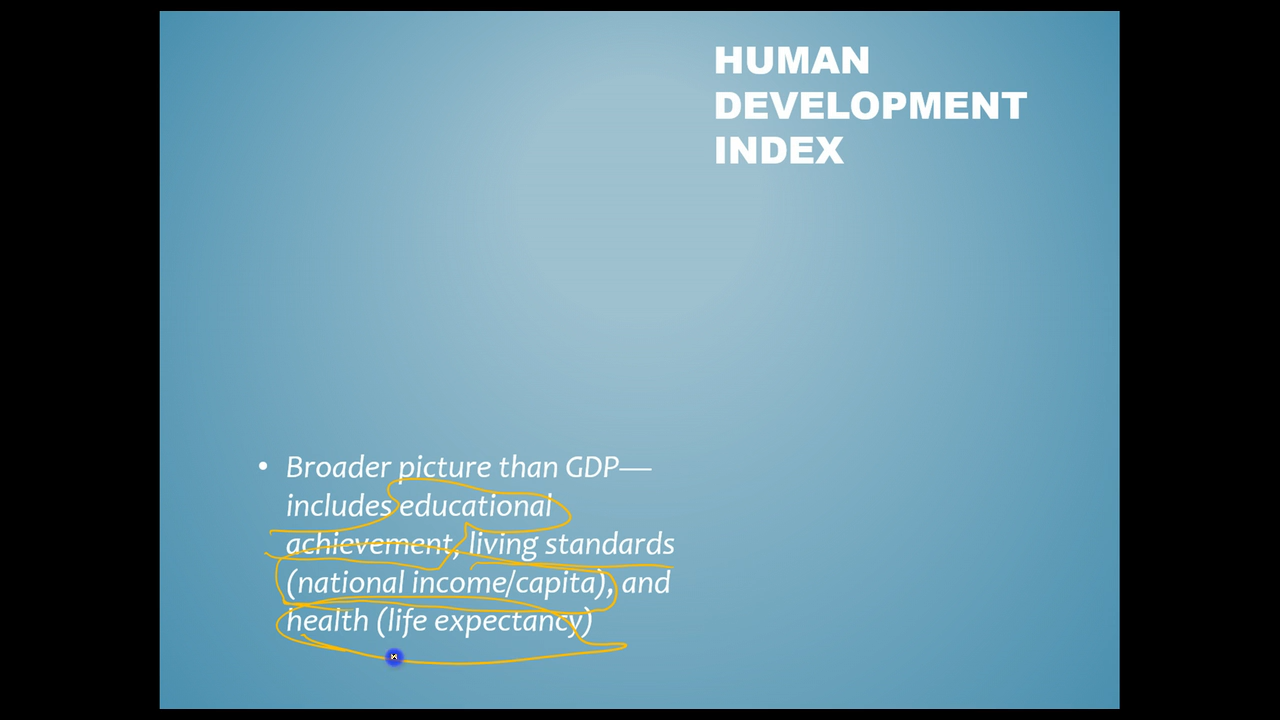 HUMAN
DEVELOPMENT
INDEX
• Broader picture than GDP—
includes educational
achievement, living standards
(national income/capita), and
health (life expectancy)